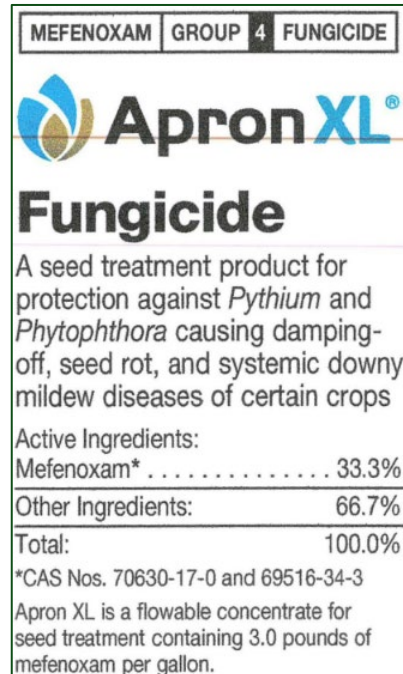 MEFENOXAM GROUP 4 FUNGICIDE
Apron XL®
Fungicide
A seed treatment product for
protection against Pythium and
Phytophthora causing damping-
off, seed rot, and systemic downy
mildew diseases of certain crops
Active Ingredients:
Mefenoxam* . . . . . . . . . . . . . . 33.3%
Other Ingredients: 66.7%
Total: 100.0%
*CAS Nos. 70630-17-0 and 69516-34-3
Apron XL is a flowable concentrate for
seed treatment containing 3.0 pounds of
mefenoxam per gallon.